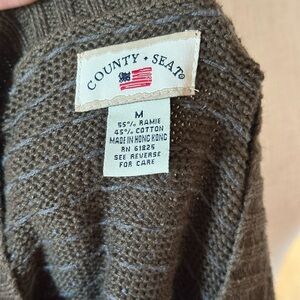 COUNTY ★ SEAT®
M
55% RAMIE
45% COTTON
MADE IN HONG KONG
RN 61825
SEE REVERSE
FOR CARE